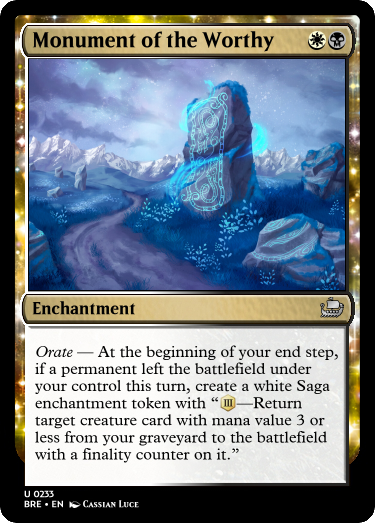 Monument of the Worthy
Enchantment
Orate — At the beginning of your end step,
if a permanent left the battlefield under
your control this turn, create a white Saga
enchantment token with “III—Return
target creature card with mana value 3 or
less from your graveyard to the battlefield
with a finality counter on it.”
U 0233
BRE • EN Cassian Luce